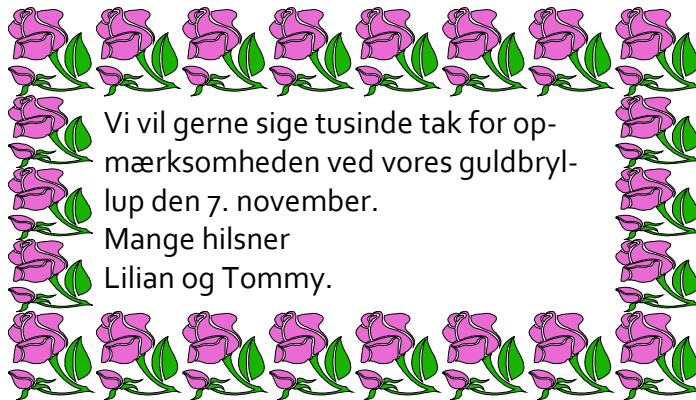 Vi vil gerne sige tusinde tak for op-
mærksomheden ved vores guldbryl-
lup den 7. november.
Mange hilsner
Lilian og Tommy.